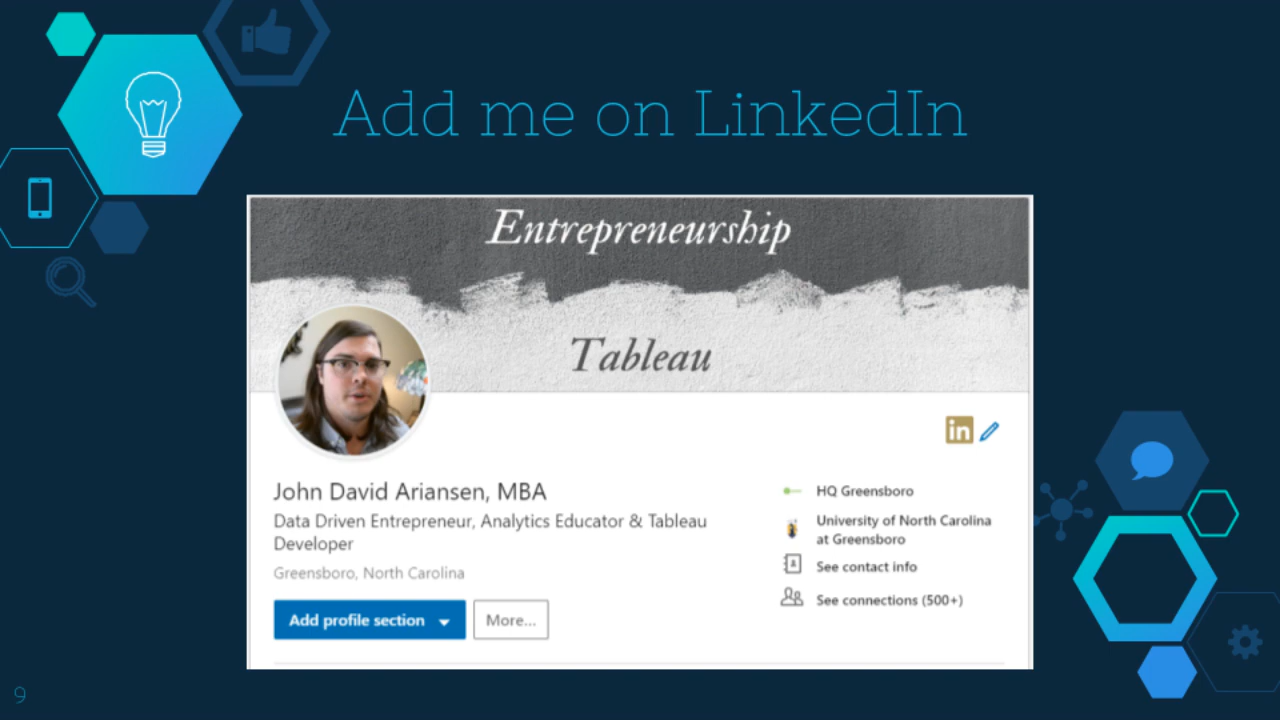 Add me on LinkedIn
Entrepreneurship
Tableau
in
John David Ariansen, MBA
Data Driven Entrepreneur, Analytics Educator & Tableau
Developer
Greensboro, North Carolina
Add profile section
More...
HQ Greensboro
University of North Carolina
at Greensboro
See contact info
See connections (500+)
9